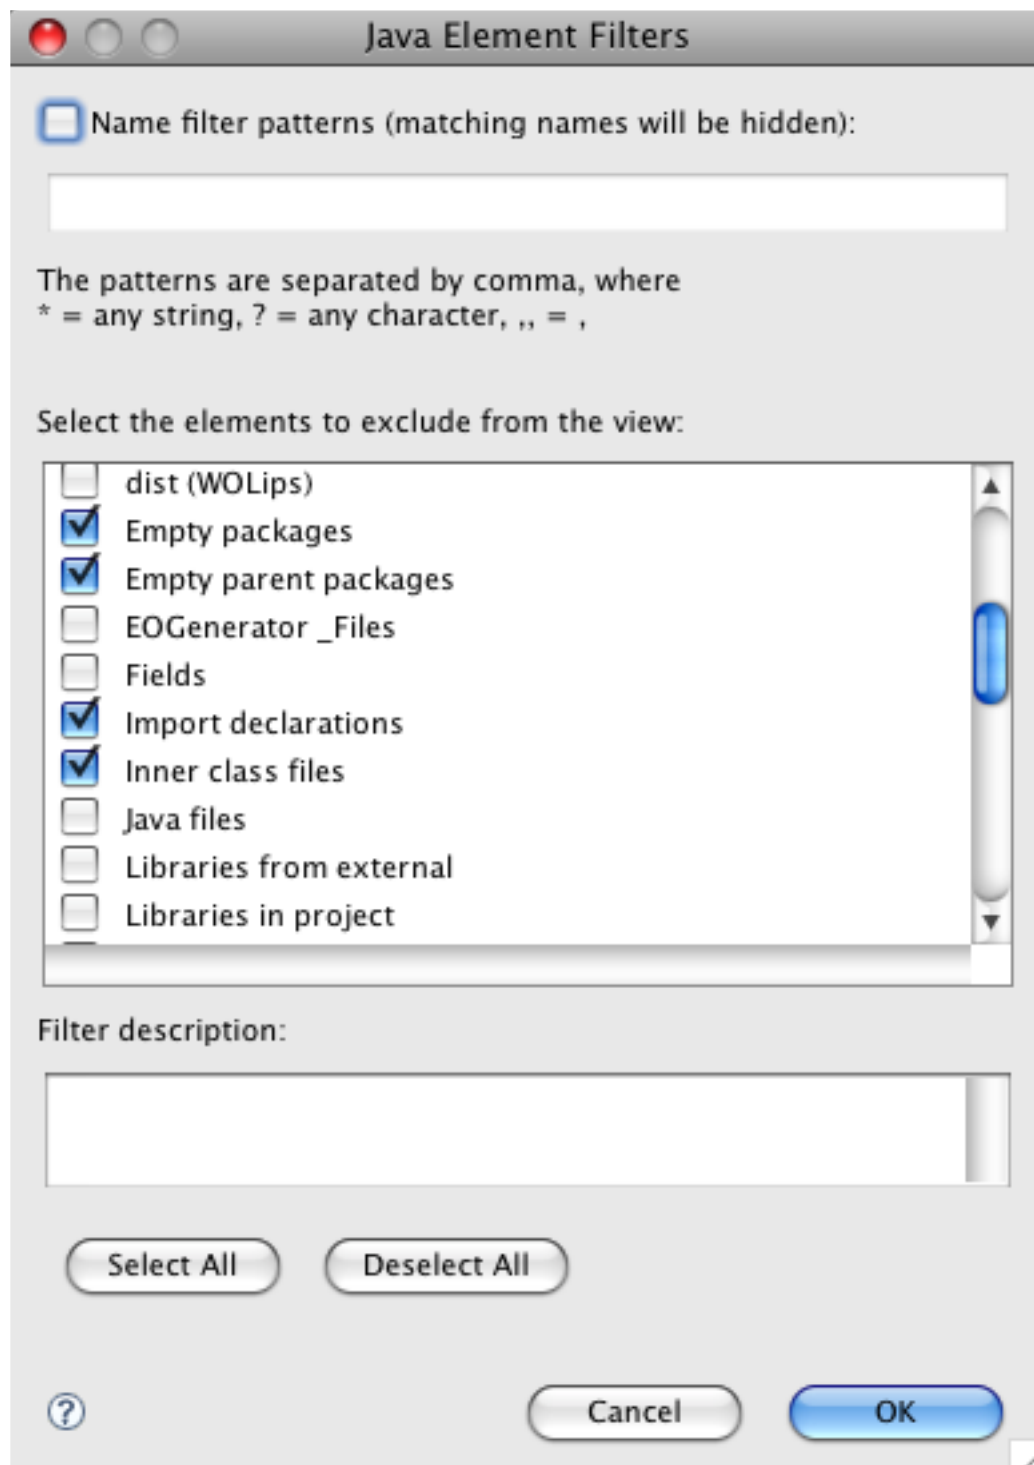 Java Element Filters
Name filter patterns (matching names will be hidden):
The patterns are separated by comma, where
* = any string, ? = any character, ,, = ,
Select the elements to exclude from the view:
dist (WOLips)
Empty packages
Empty parent packages
EOGenerator _Files
Fields
Import declarations
Inner class files
Java files
Libraries from external
Libraries in project
Filter description:
Select All
Deselect All
?
Cancel
OK